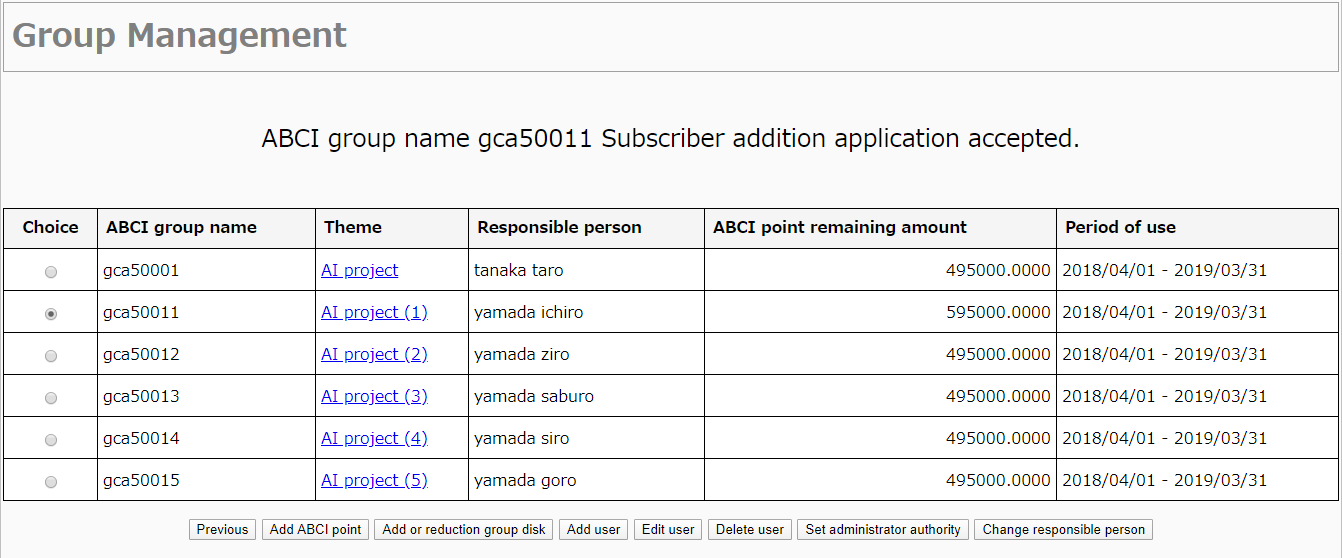 Group Management
ABCI group name gca50011 Subscriber addition application accepted.
Choice ABCI group name Theme Responsible person ABCI point remaining amount Period of use
gca50001 AI project tanaka taro 495000.0000 2018/04/01 - 2019/03/31
gca50011 AI project (1) yamada ichiro 595000.0000 2018/04/01 - 2019/03/31
gca50012 AI project (2) yamada ziro 495000.0000 2018/04/01 - 2019/03/31
gca50013 AI project (3) yamada saburo 495000.0000 2018/04/01 - 2019/03/31
gca50014 AI project (4) yamada siro 495000.0000 2018/04/01 - 2019/03/31
gca50015 AI project (5) yamada goro 495000.0000 2018/04/01 - 2019/03/31
Previous Add ABCI point Add or reduction group disk Add user Edit user Delete user Set administrator authority Change responsible person